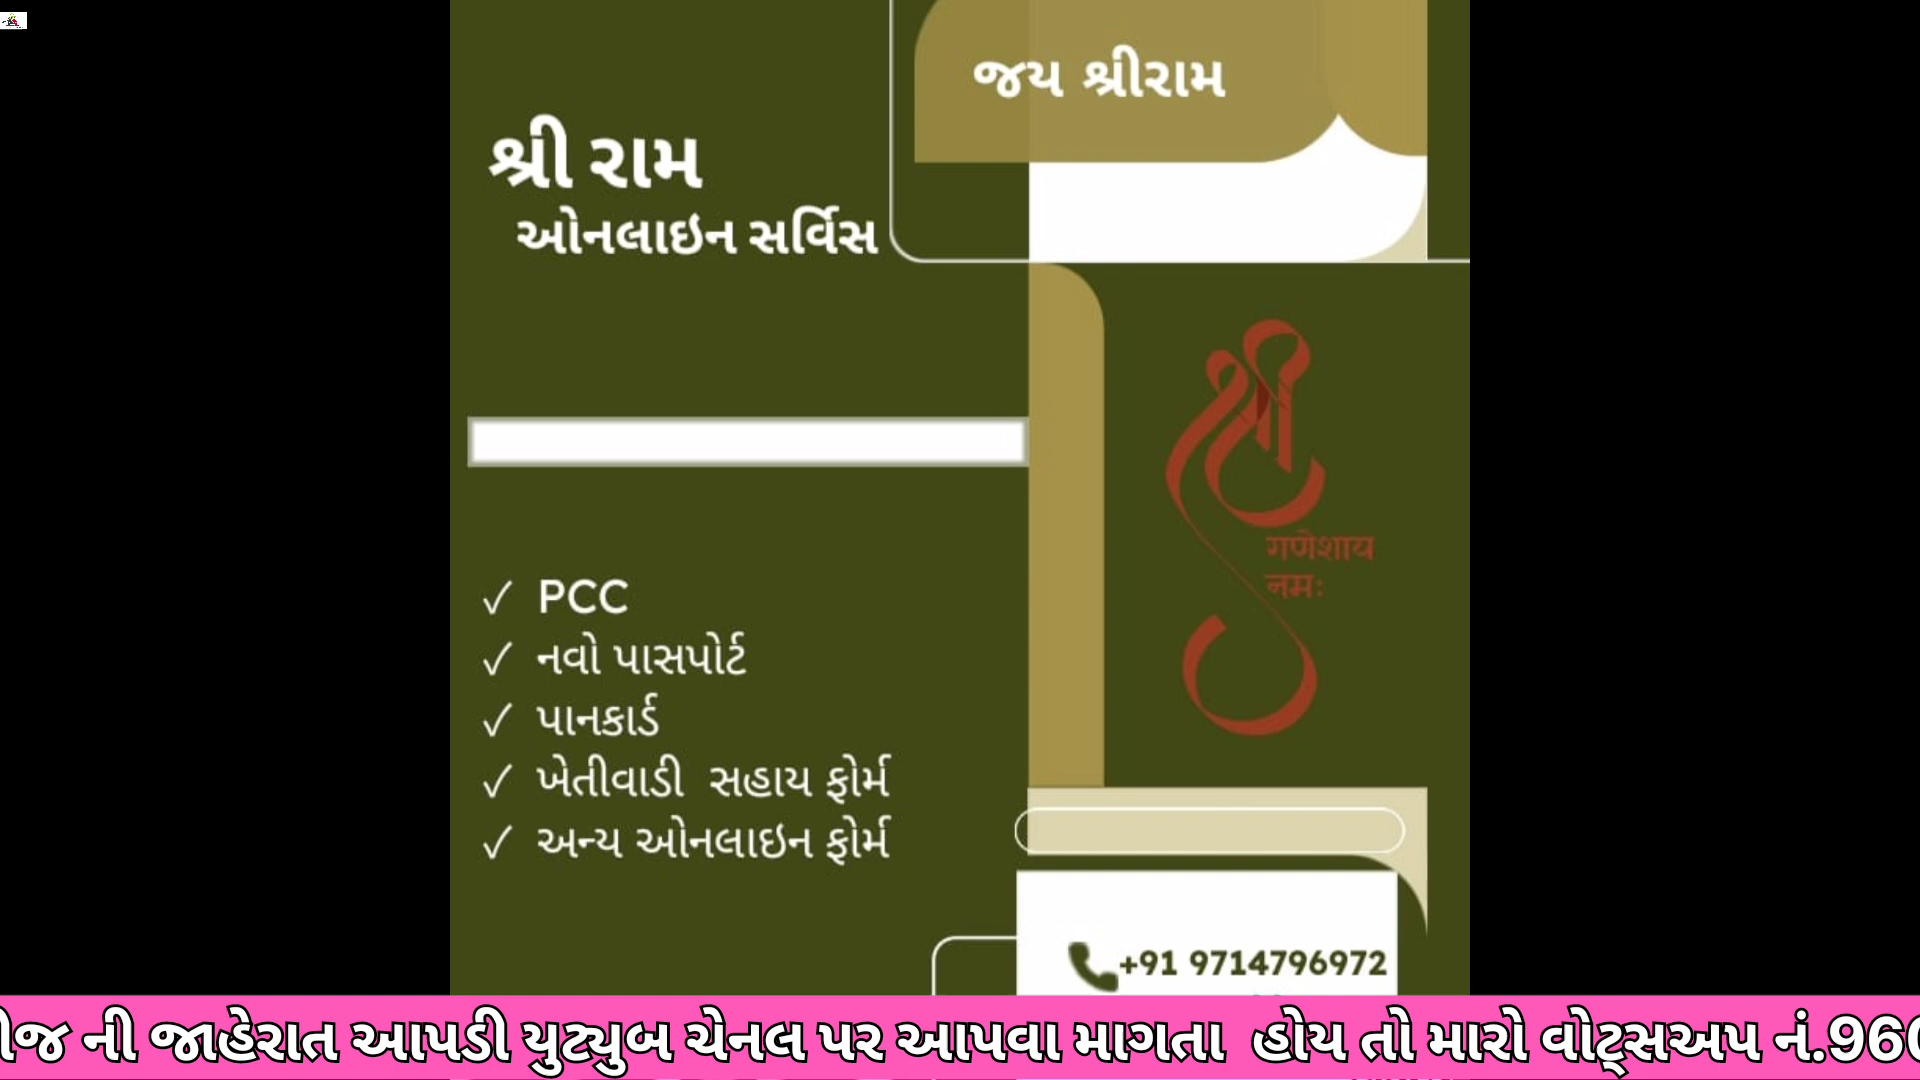 જય શ્રીરામ
શ્રી રામ
ઓનલાઇન સર્વિસ
श्री
गणेशाय
नमः
✓ PCC
✓ નવો પાસપોર્ટ
✓ પાનકાર્ડ
✓ ખેતીવાડી સહાય ફોર્મ
✓ અન્ય ઓનલાઇન ફોર્મ
+91 9714796972
ની જાહેરાત આપડી યુટ્યુબ ચેનલ પર આપવા માગતા હોય તો મારો વોટ્સઅપ નં.960